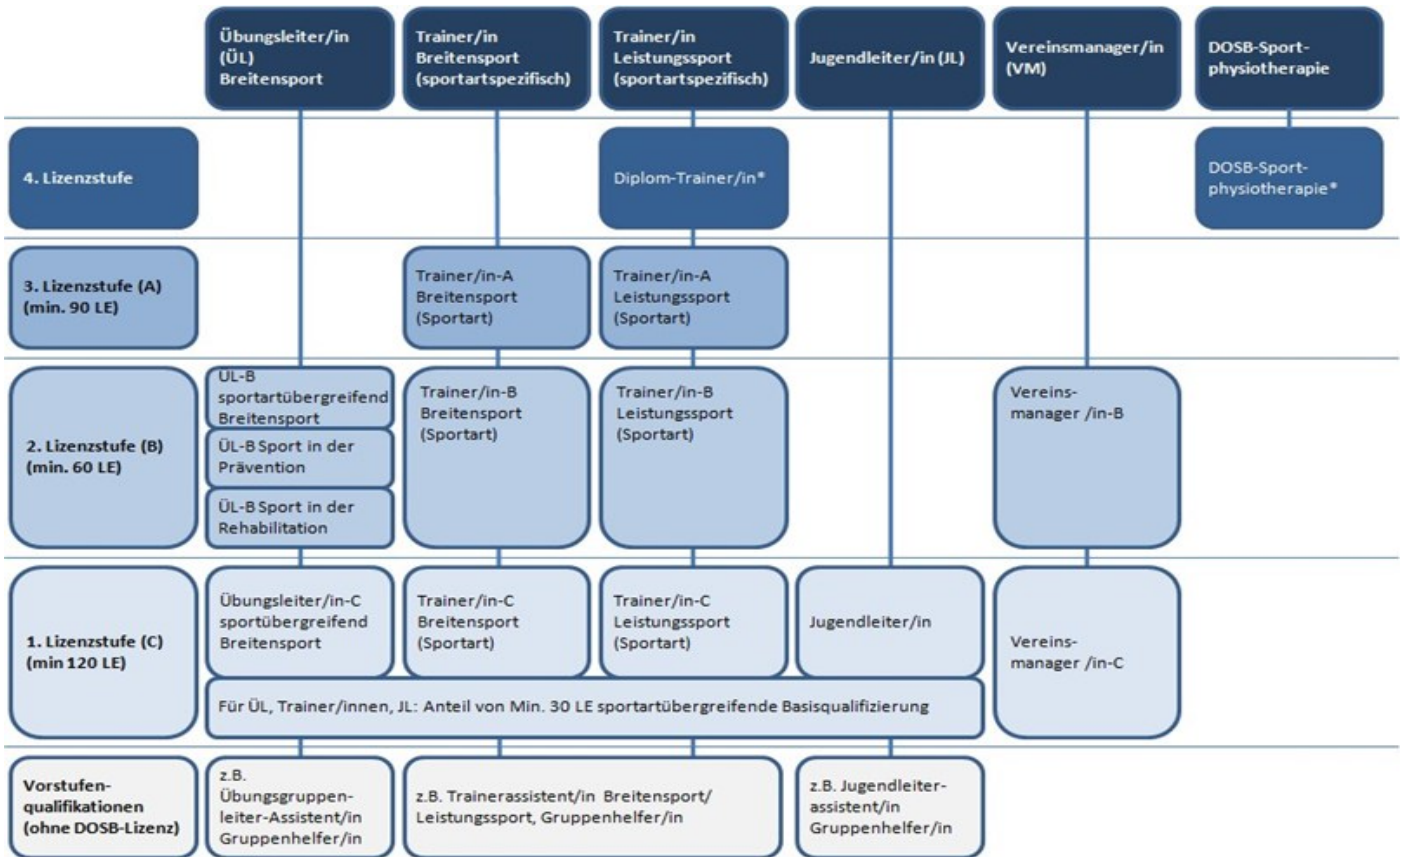 Übungsleiter/in
(ÜL)
Breitensport
Trainer/in
Breitensport
(sportartspezifisch)
Trainer/in
Leistungssport
(sportartspezifisch)
Jugendleiter/in (JL)
Vereinsmanager/in
(VM)
DOSB-Sport-
physiotherapie
4. Lizenzstufe
Diplom-Trainer/in*
DOSB-Sport-
physiotherapie*
3. Lizenzstufe (A)
(min. 90 LE)
Trainer/in-A
Breitensport
(Sportart)
Trainer/in-A
Leistungssport
(Sportart)
2. Lizenzstufe (B)
(min. 60 LE)
ÜL-B
sportartübergreifend
Breitensport
ÜL-B Sport in der
Prävention
ÜL-B Sport in der
Rehabilitation
Trainer/in-B
Breitensport
(Sportart)
Trainer/in-B
Leistungssport
(Sportart)
Vereins-
manager /in-B
1. Lizenzstufe (C)
(min 120 LE)
Übungsleiter/in-C
sportübergreifend
Breitensport
Trainer/in-C
Breitensport
(Sportart)
Trainer/in-C
Leistungssport
(Sportart)
Jugendleiter/in
Vereins-
manager /in-C
Für ÜL, Trainer/innen, JL: Anteil von Min. 30 LE sportartübergreifende Basisqualifizierung
Vorstufen-
qualifikationen
(ohne DOSB-Lizenz)
z.B.
Übungsgruppen-
leiter-Assistent/in
Gruppenhelfer/in
z.B. Trainerassistent/in Breitensport/
Leistungssport, Gruppenhelfer/in
z.B. Jugendleiter-
assistent/in
Gruppenhelfer/in